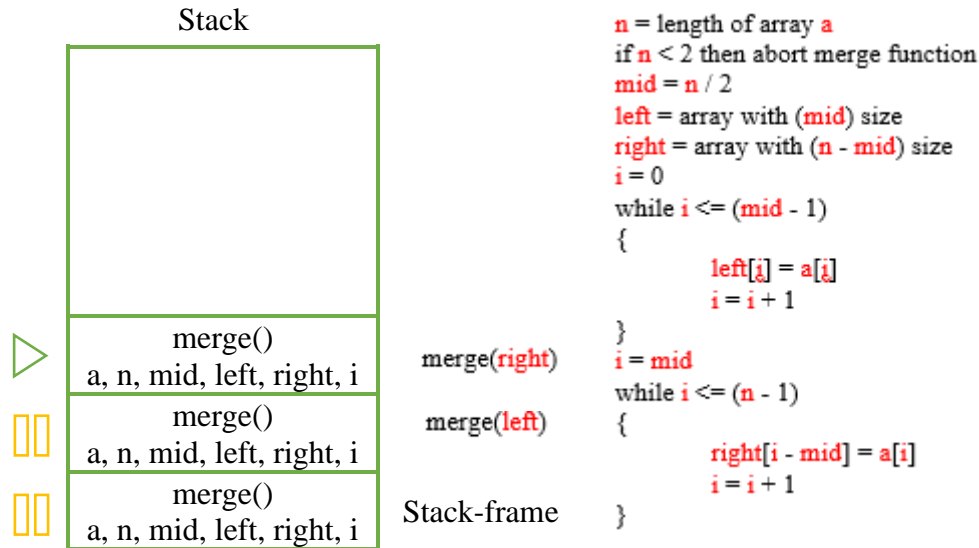 Stack
merge()
a, n, mid, left, right, i
merge()
a, n, mid, left, right, i
merge()
a, n, mid, left, right, i
merge(right)
merge(left)
Stack-frame
n = length of array a
if n < 2 then abort merge function
mid = n / 2
left = array with (mid) size
right = array with (n - mid) size
i = 0
while i <= (mid - 1)
{
left[i] = a[i]
i = i + 1
}
i = mid
while i <= (n - 1)
{
right[i - mid] = a[i]
i = i + 1
}